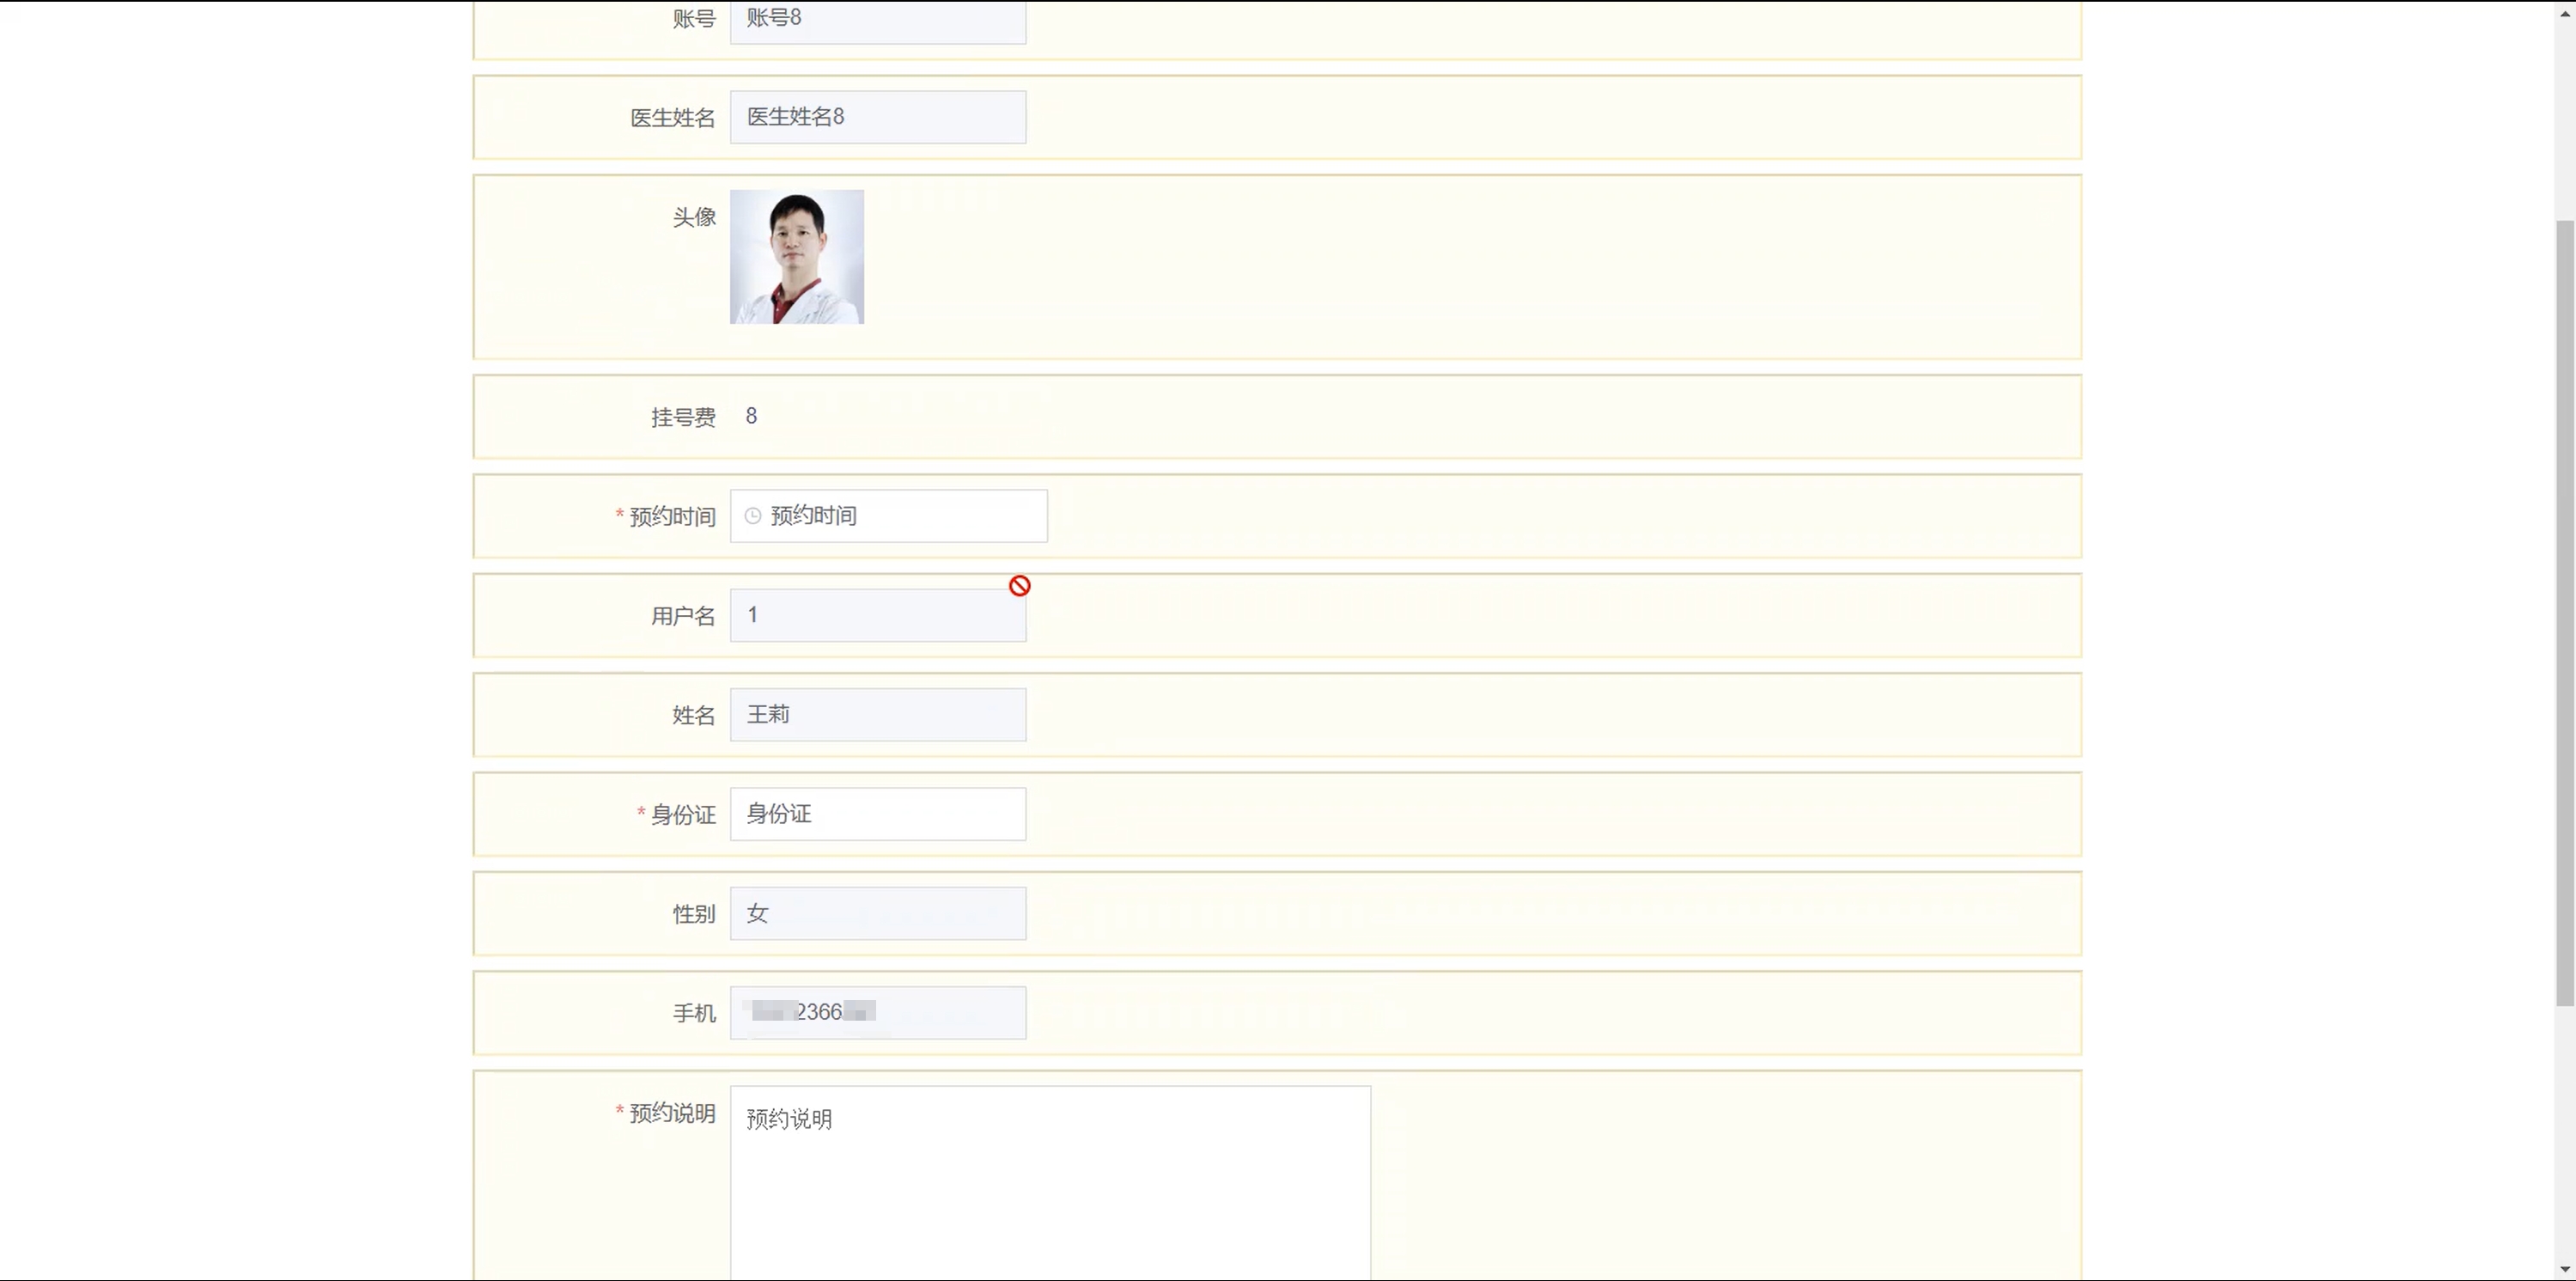 账号 账号8
医生姓名 医生姓名8
头像
挂号费 8
* 预约时间 预约时间
用户名 1
姓名 王莉
* 身份证 身份证
性别 女
手机 2366
* 预约说明 预约说明